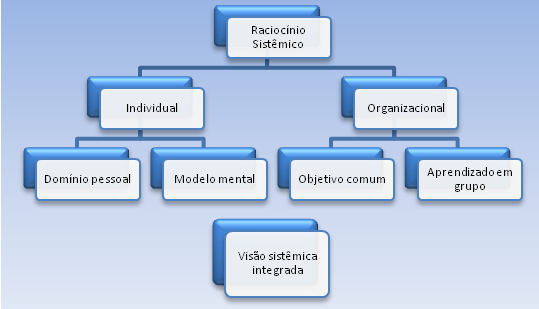 Raciocínio
Sistêmico
Individual
Organizacional
Domínio pessoal
Modelo mental
Objetivo comum
Aprendizado em
grupo
Visão sistêmica
integrada